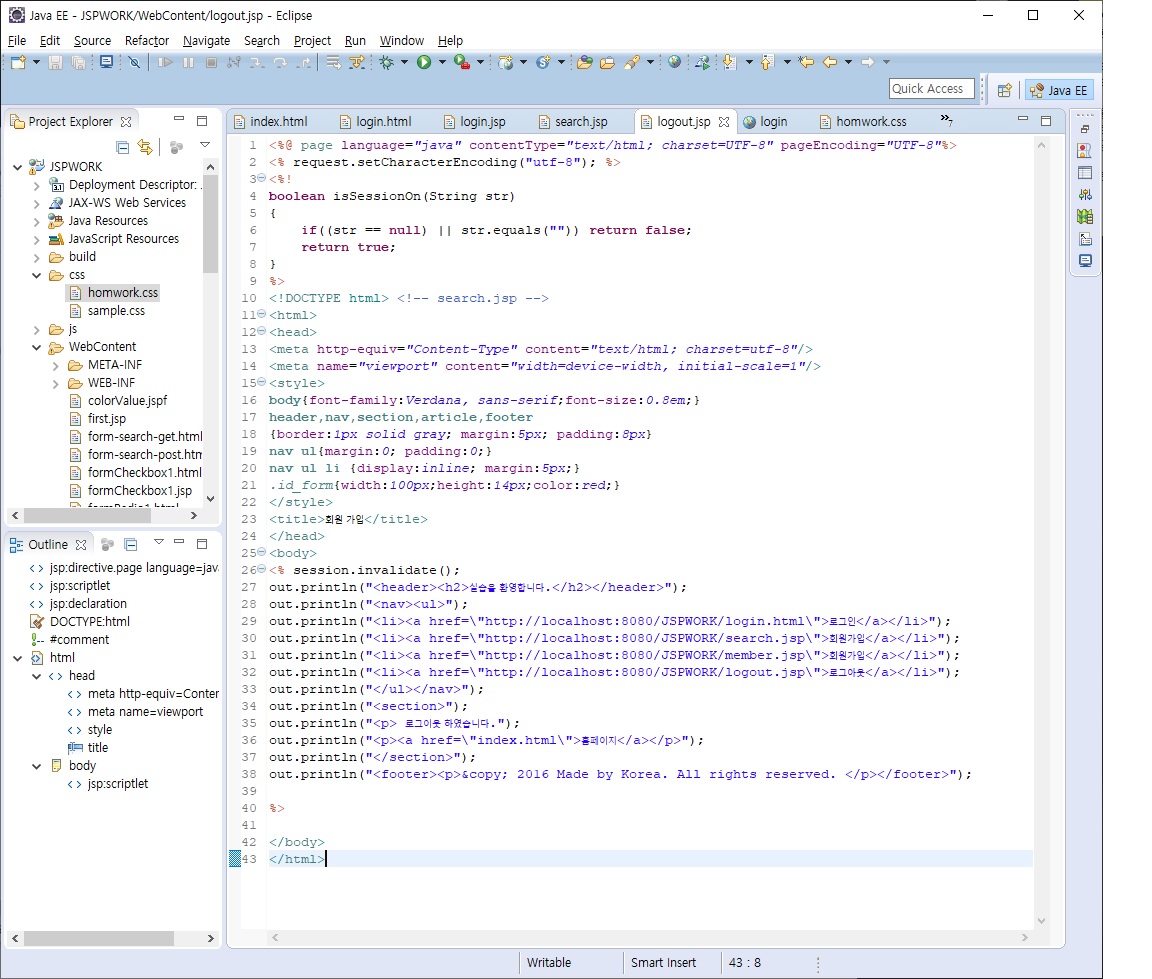 Java EE - JSPWORK/WebContent/logout.jsp - Eclipse
File Edit Source Refactor Navigate Search Project Run Window Help
Quick Access
Java EE
Project Explorer
JSPWORK
Deployment Descriptor: .
JAX-WS Web Services
Java Resources
JavaScript Resources
build
css
homwork.css
sample.css
js
WebContent
META-INF
WEB-INF
colorValue.jspf
first.jsp
form-search-get.html
form-search-post.htm
formCheckbox1.html
formCheckbox1.jsp
Outline
jsp:directive.page language=jav
jsp:scriptlet
jsp:declaration
DOCTYPE:html
#comment
html
head
meta http-equiv=Conter
meta name=viewport
style
title
body
jsp:scriptlet
index.html login.html login.jsp search.jsp logout.jsp login homwork.css »7
1 <%@ page language="java" contentType="text/html; charset=UTF-8" pageEncoding="UTF-8"%>
2 <% request.setCharacterEncoding("utf-8"); %>
3 <%!
4 boolean isSessionOn(String str)
5 {
6 if((str == null) || str.equals("")) return false;
7 return true;
8 }
9 %>
10 <!DOCTYPE html> <!-- search.jsp -->
11 <html>
12 <head>
13 <meta http-equiv="Content-Type" content="text/html; charset=utf-8"/>
14 <meta name="viewport" content="width=device-width, initial-scale=1"/>
15 <style>
16 body{font-family:Verdana, sans-serif;font-size:0.8em;}
17 header,nav,section,article,footer
18 {border:1px solid gray; margin:5px; padding:8px}
19 nav ul{margin:0; padding:0;}
20 nav ul li {display:inline; margin:5px;}
21 .id_form{width:100px;height:14px;color:red;}
22 </style>
23 <title>회원 가입</title>
24 </head>
25 <body>
26 <% session.invalidate();
27 out.println("<header><h2>실습을 환영합니다.</h2></header>");
28 out.println("<nav><ul>");
29 out.println("<li><a href=\"http://localhost:8080/JSPWORK/login.html\">로그인</a></li>");
30 out.println("<li><a href=\"http://localhost:8080/JSPWORK/search.jsp\">회원가입</a></li>");
31 out.println("<li><a href=\"http://localhost:8080/JSPWORK/member.jsp\">회원가입</a></li>");
32 out.println("<li><a href=\"http://localhost:8080/JSPWORK/logout.jsp\">로그아웃</a></li>");
33 out.println("</ul></nav>");
34 out.println("<section>");
35 out.println("<p> 로그이웃 하였습니다.");
36 out.println("<p><a href=\"index.html\">홈페이지</a></p>");
37 out.println("</section>");
38 out.println("<footer><p>&copy; 2016 Made by Korea. All rights reserved. </p></footer>");
39
40 %>
41
42 </body>
43 </html>
Writable Smart Insert 43 : 8